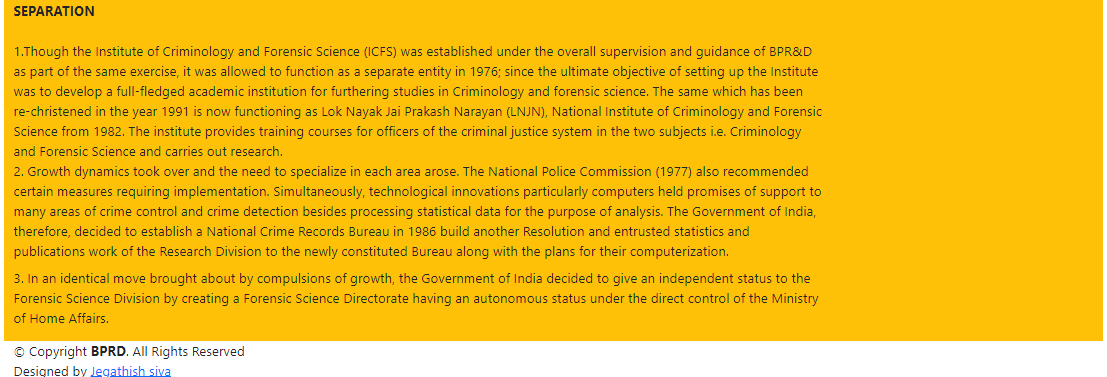 SEPARATION
1.Though the Institute of Criminology and Forensic Science (ICFS) was established under the overall supervision and guidance of BPR&D
as part of the same exercise, it was allowed to function as a separate entity in 1976; since the ultimate objective of setting up the Institute
was to develop a full-fledged academic institution for furthering studies in Criminology and forensic science. The same which has been
re-christened in the year 1991 is now functioning as Lok Nayak Jai Prakash Narayan (LNJN), National Institute of Criminology and Forensic
Science from 1982. The institute provides training courses for officers of the criminal justice system in the two subjects i.e. Criminology
and Forensic Science and carries out research.
2. Growth dynamics took over and the need to specialize in each area arose. The National Police Commission (1977) also recommended
certain measures requiring implementation. Simultaneously, technological innovations particularly computers held promises of support to
many areas of crime control and crime detection besides processing statistical data for the purpose of analysis. The Government of India,
therefore, decided to establish a National Crime Records Bureau in 1986 build another Resolution and entrusted statistics and
publications work of the Research Division to the newly constituted Bureau along with the plans for their computerization.
3. In an identical move brought about by compulsions of growth, the Government of India decided to give an independent status to the
Forensic Science Division by creating a Forensic Science Directorate having an autonomous status under the direct control of the Ministry
of Home Affairs.
© Copyright BPRD. All Rights Reserved
Designed by Jegathish siva